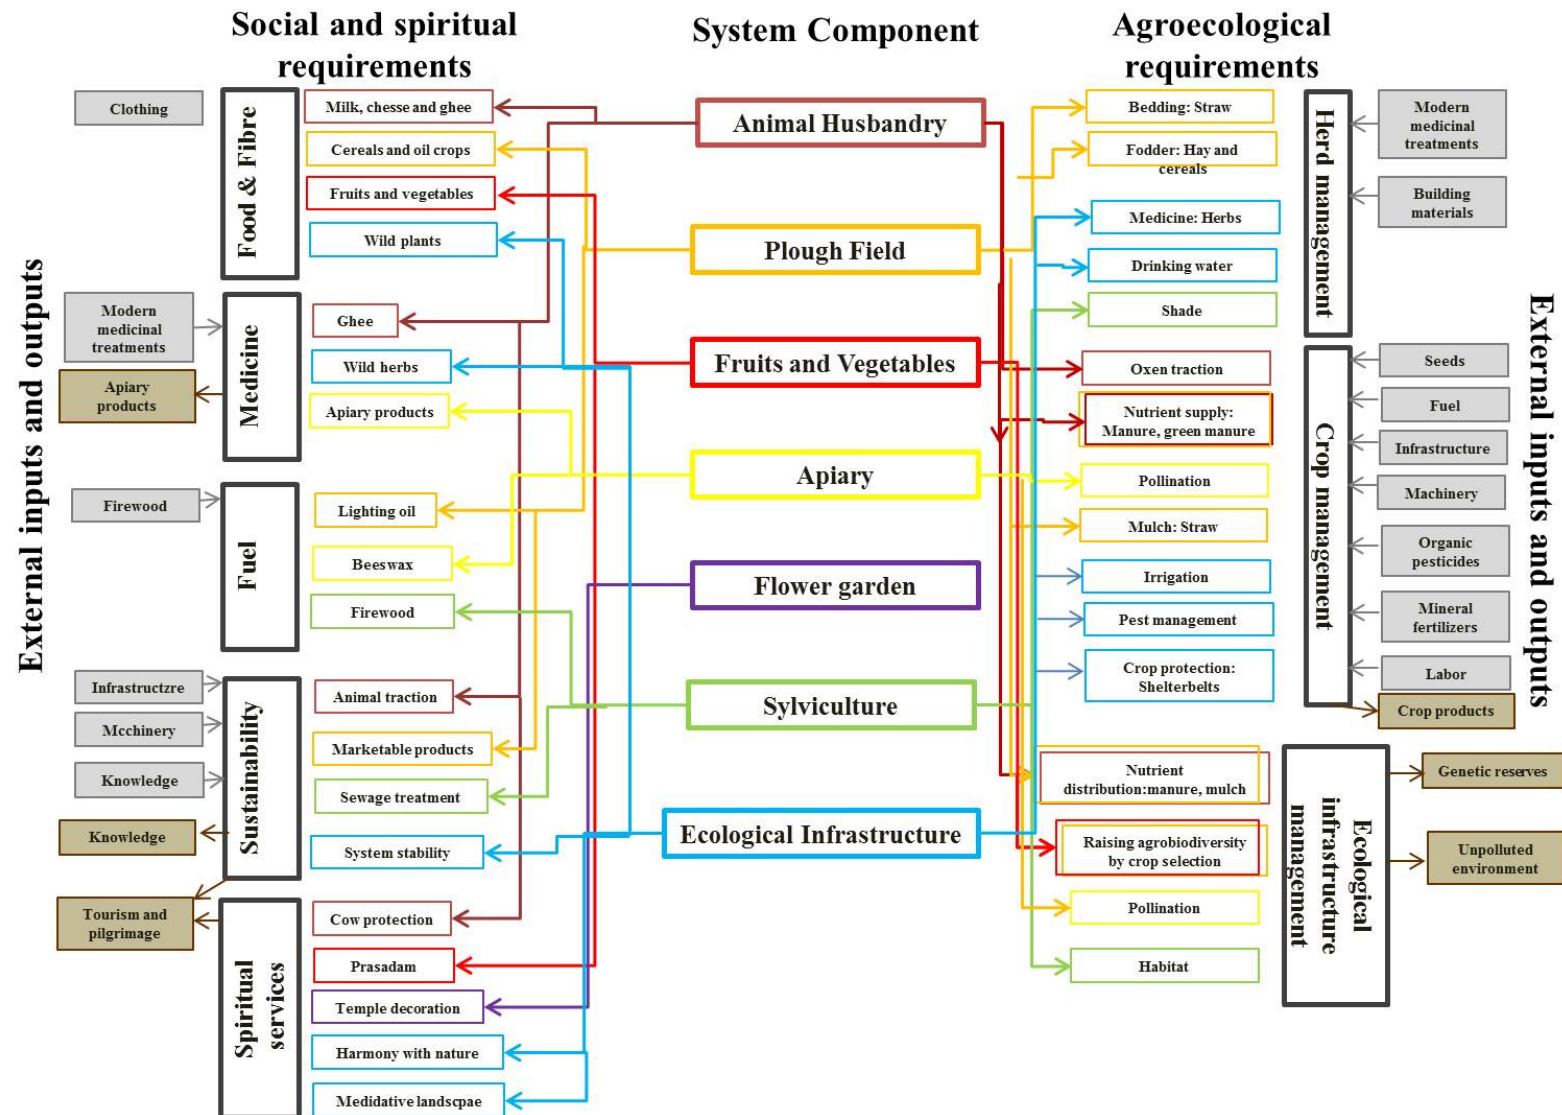 Social and spiritual
requirements
System Component
Agroecological
requirements
External inputs and outputs
Clothing
Modern
medicinal
treatments
Apiary
products
Firewood
Infrastructzre
Mcchinery
Knowledge
Knowledge
Tourism and
pilgrimage
Food & Fibre
Medicine
Fuel
Sustainability
Spiritual
services
Milk, chesse and ghee
Cereals and oil crops
Fruits and vegetables
Wild plants
Ghee
Wild herbs
Apiary products
Lighting oil
Beeswax
Firewood
Animal traction
Marketable products
Sewage treatment
System stability
Cow protection
Prasadam
Temple decoration
Harmony with nature
Medidative landscpae
Animal Husbandry
Plough Field
Fruits and Vegetables
Apiary
Flower garden
Sylviculture
Ecological Infrastructure
Bedding: Straw
Fodder: Hay and
cereals
Medicine: Herbs
Drinking water
Shade
Oxen traction
Nutrient supply:
Manure, green manure
Pollination
Mulch: Straw
Irrigation
Pest management
Crop protection:
Shelterbelts
Nutrient
distribution:manure, mulch
Raising agrobiodiversity
by crop selection
Pollination
Habitat
Herd management
Crop management
Ecological
infrastructure
management
Modern
medicinal
treatments
Building
materials
Seeds
Fuel
Infrastructure
Machinery
Organic
pesticides
Mineral
fertilizers
Labor
Crop products
Genetic reserves
Unpolluted
environment
External inputs and outputs